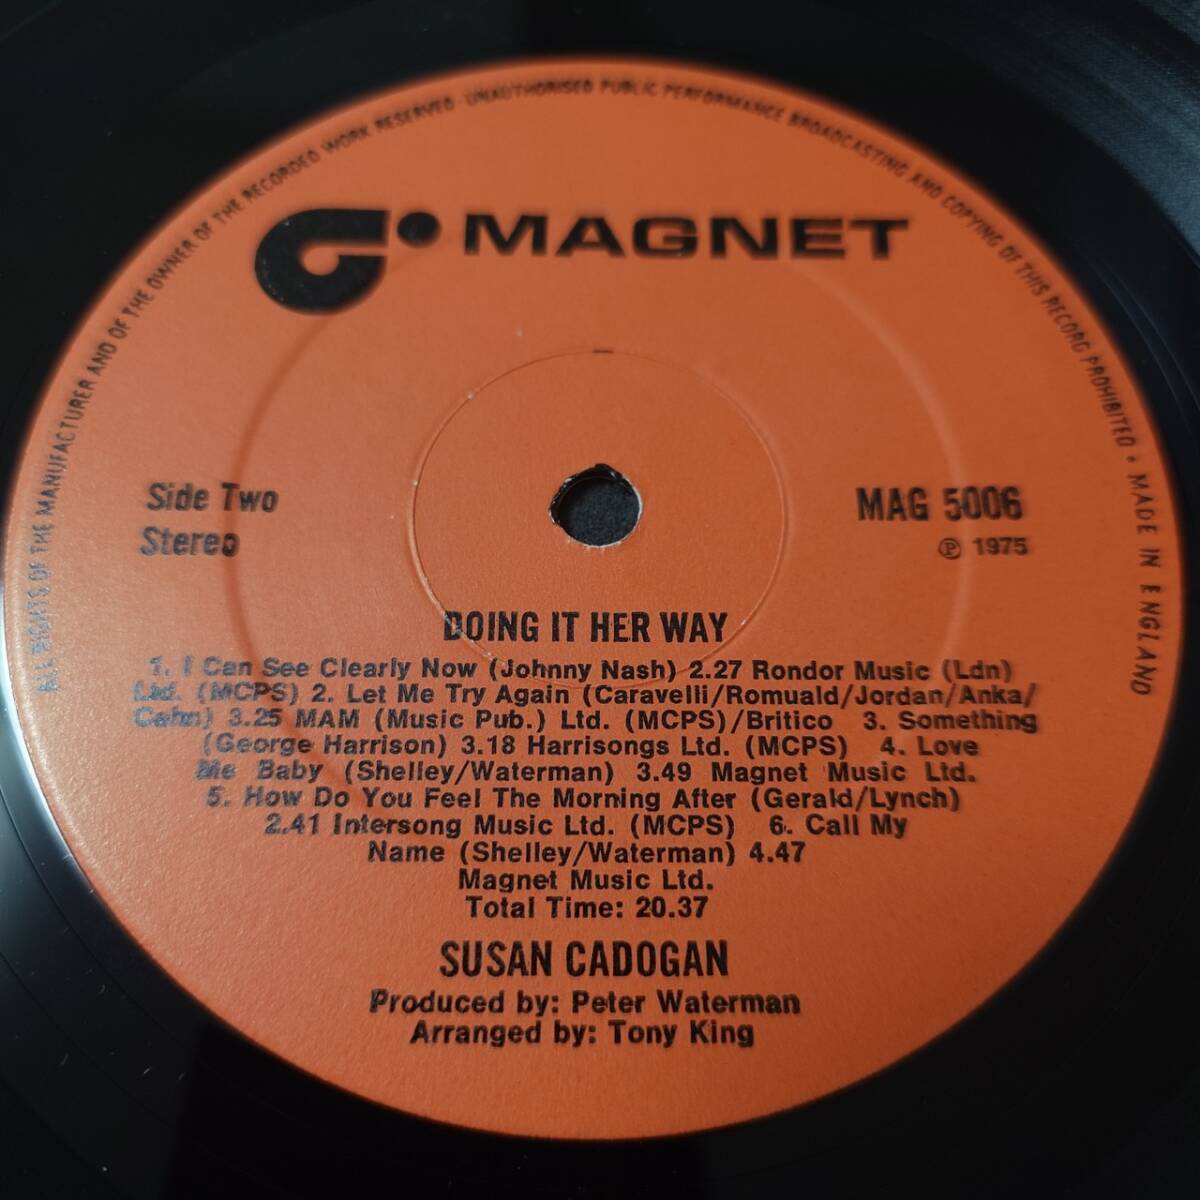 ALL RIGHTS OF THE MANUFACTURER AND OF THE OWNER OF THE RECORDED WORK RESERVED · UNAUTHORISED PUBLIC PERFORMANCE BROADCASTING AND COPYING OF THIS RECORD PROHIBITED • MADE IN ENGLAND
MAGNET
Side Two
Stereo
MAG 5006
℗ 1975
DOING IT HER WAY
1. I Can See Clearly Now (Johnny Nash) 2.27 Rondor Music (Ldn)
Ltd. (MCPS) 2. Let Me Try Again (Caravelli/Romuald/Jordan/Anka/
Cahn) 3.25 MAM (Music Pub.) Ltd. (MCPS)/Britico 3. Something
(George Harrison) 3.18 Harrisongs Ltd. (MCPS) 4. Love
Me Baby (Shelley/Waterman) 3.49 Magnet Music Ltd.
5. How Do You Feel The Morning After (Gerald/Lynch)
2.41 Intersong Music Ltd. (MCPS) 6. Call My
Name (Shelley/Waterman) 4.47
Magnet Music Ltd.
Total Time: 20.37
SUSAN CADOGAN
Produced by: Peter Waterman
Arranged by: Tony King